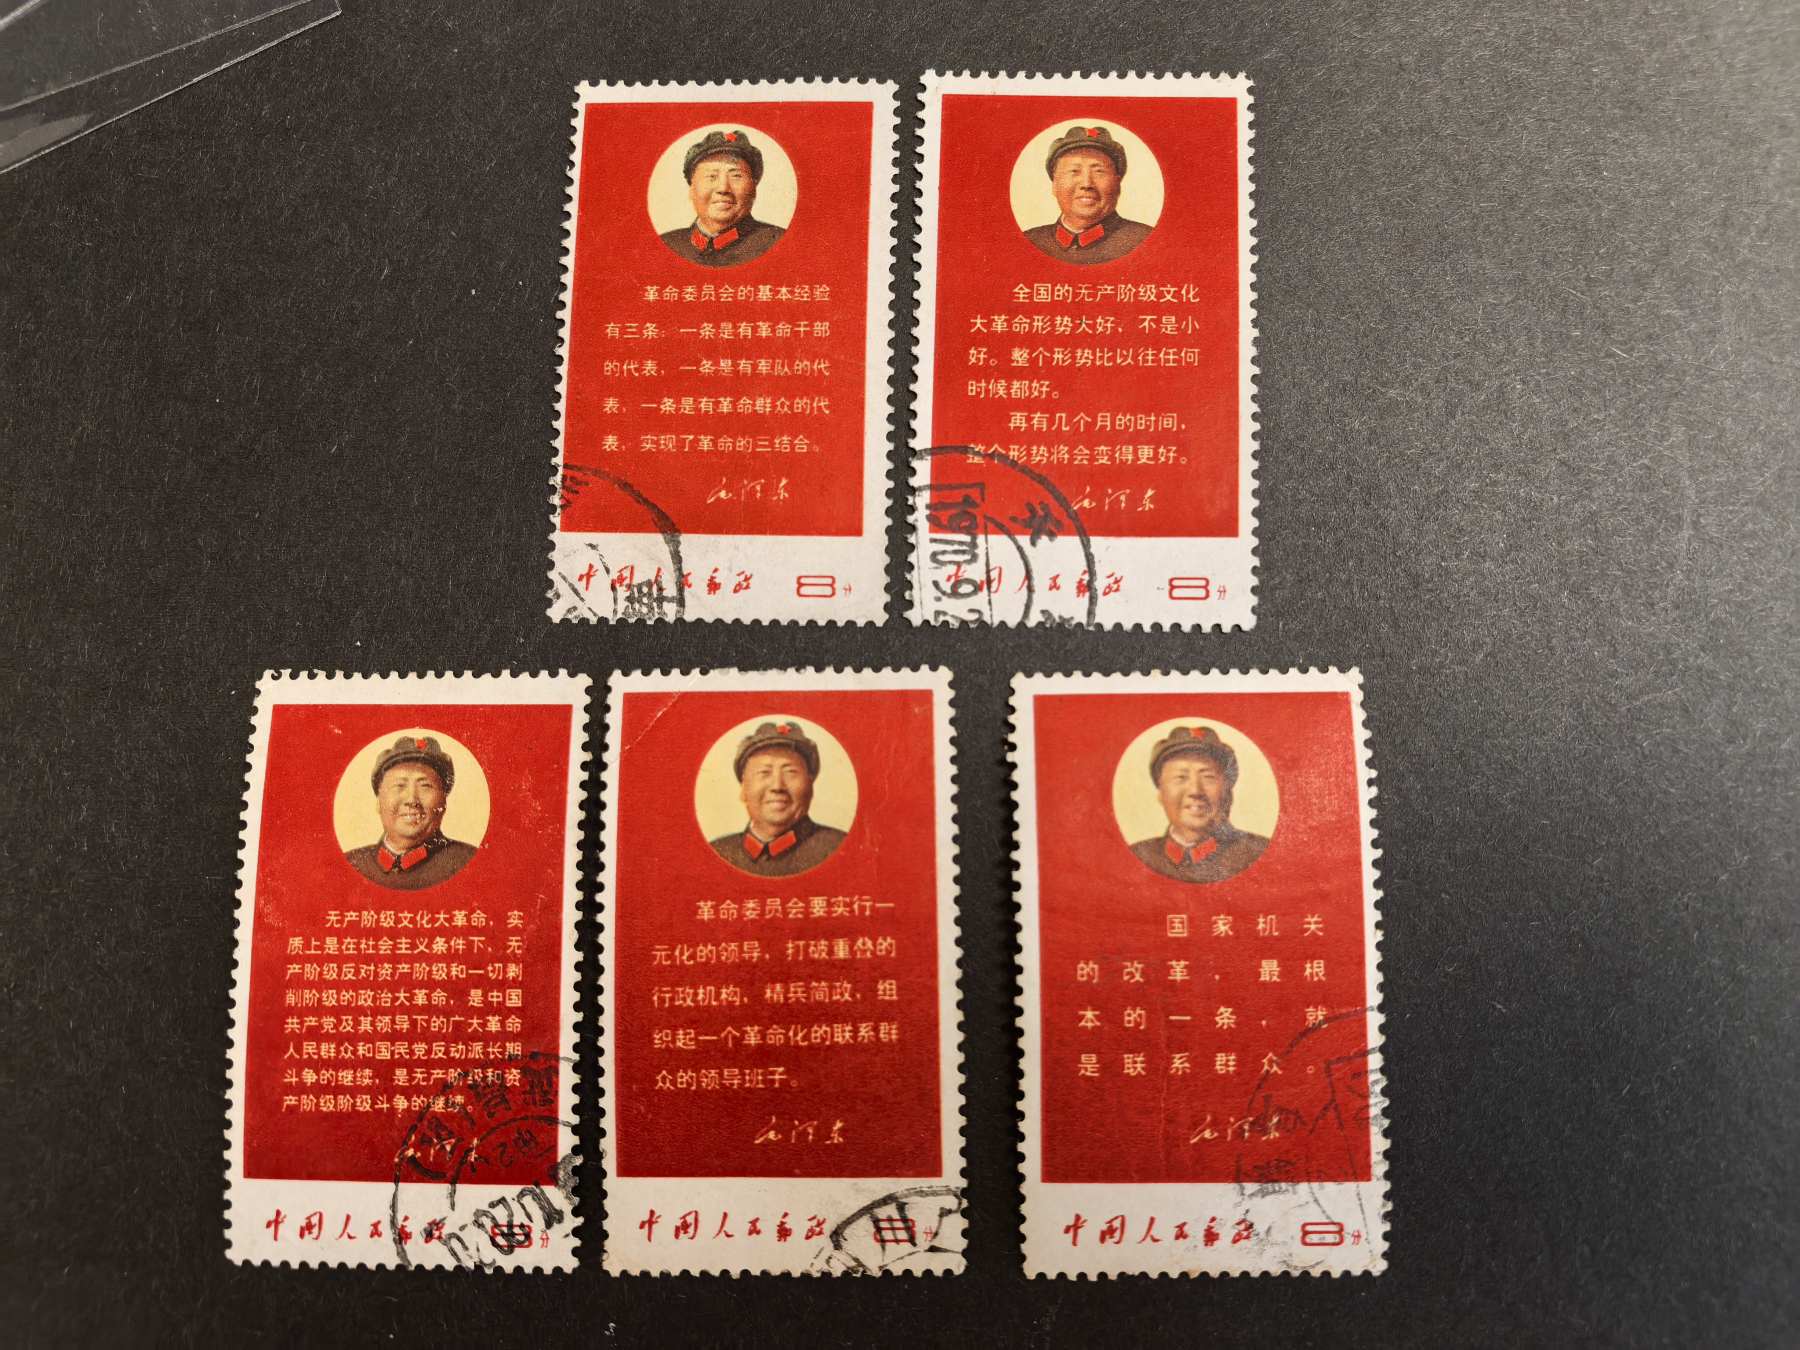 革命委员会的基本经验
有三条：一条是有革命干部
的代表，一条是有军队的代
表，一条是有革命群众的代
表，实现了革命的三结合。
毛泽东
中国人民邮政 8分
全国的无产阶级文化
大革命形势大好，不是小
好。整个形势比以往任何
时候都好。
再有几个月的时间，
整个形势将会变得更好。
毛泽东
1970.9.2
中国人民邮政 8分
无产阶级文化大革命，实
质上是在社会主义条件下，无
产阶级反对资产阶级和一切剥
削阶级的政治大革命，是中国
共产党及其领导下的广大革命
人民群众和国民党反动派长期
斗争的继续，是无产阶级和资
产阶级阶级斗争的继续。
毛泽东
中国人民邮政 8分
革命委员会要实行一
元化的领导，打破重叠的
行政机构，精兵简政，组
织起一个革命化的联系群
众的领导班子。
毛泽东
中国人民邮政 8分
国家机关
的改革，最根
本的一条，就
是联系群众。
毛泽东
中国人民邮政 8分